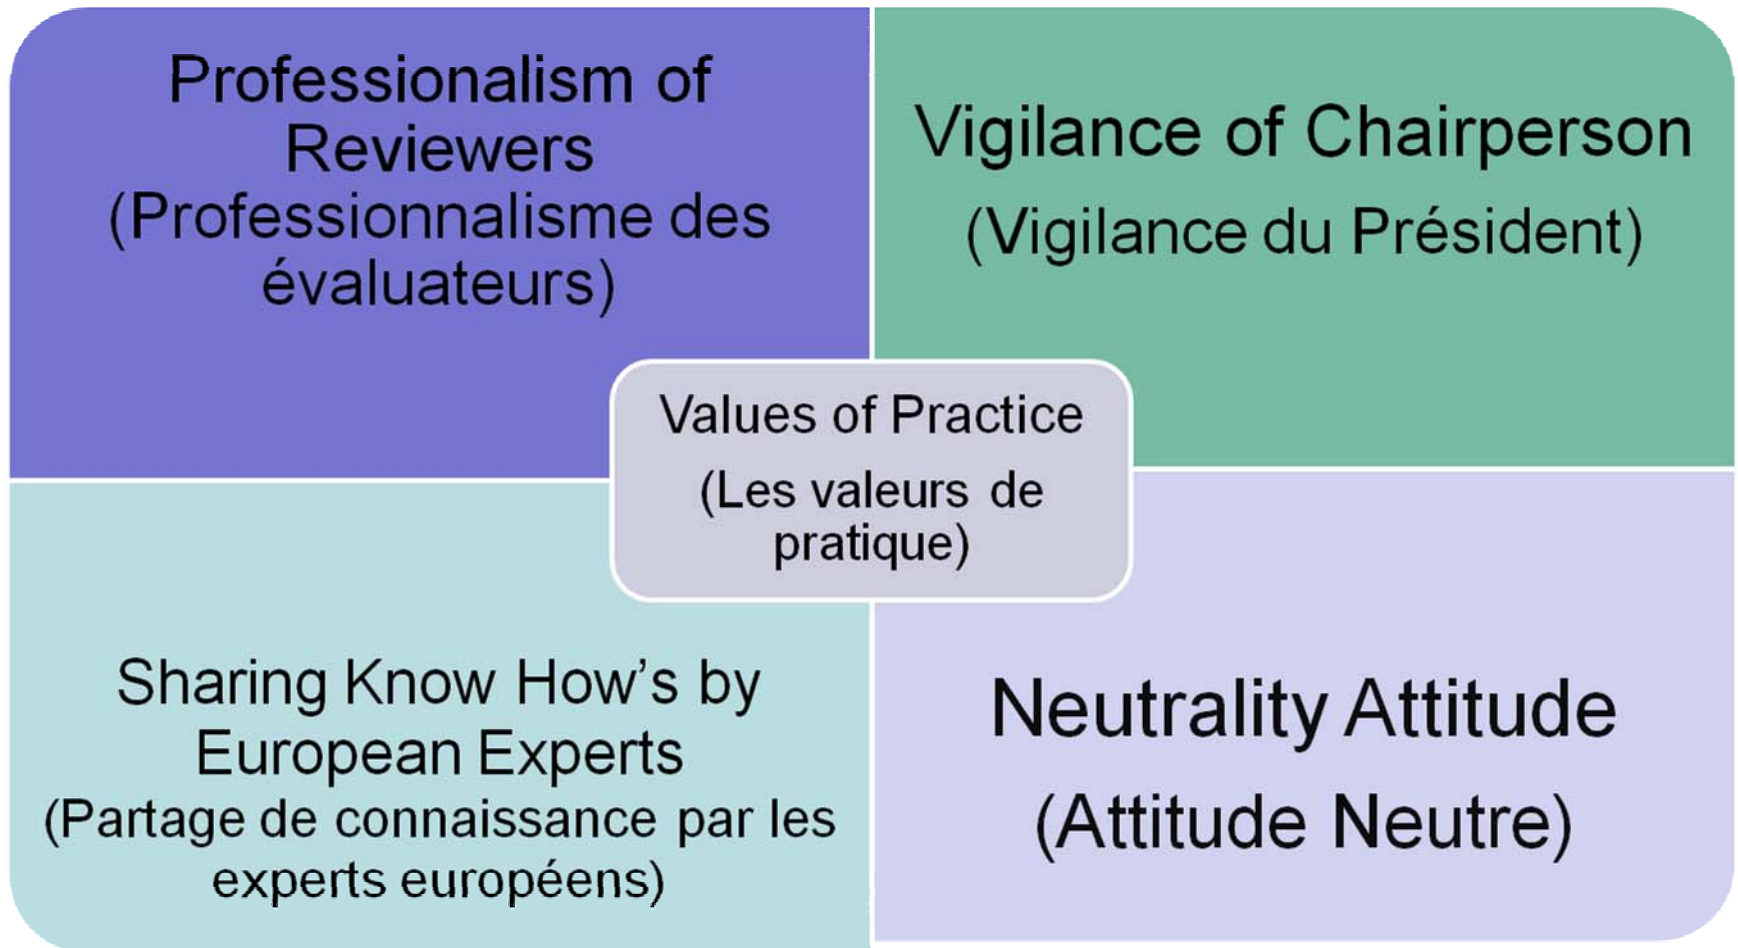 Professionalism of
Reviewers
(Professionnalisme des
évaluateurs)
Vigilance of Chairperson
(Vigilance du Président)
Values of Practice
(Les valeurs de
pratique)
Sharing Know How’s by
European Experts
(Partage de connaissance par les
experts européens)
Neutrality Attitude
(Attitude Neutre)